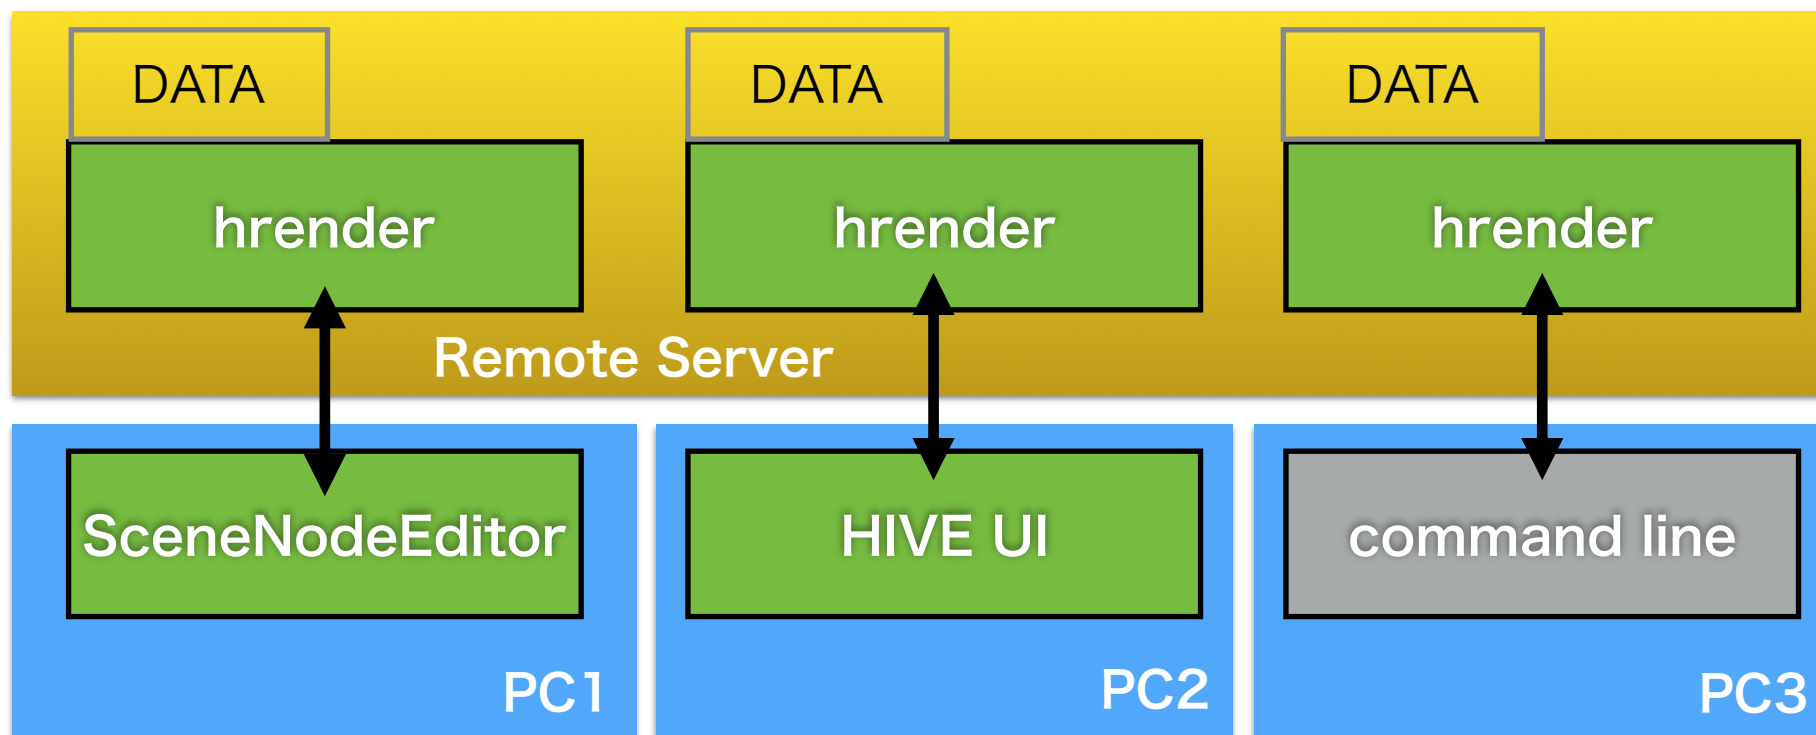 DATA
DATA
DATA
hrender
hrender
hrender
Remote Server
SceneNodeEditor
HIVE UI
command line
PC1
PC2
PC3